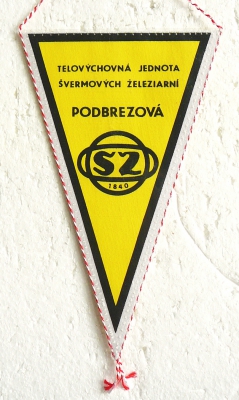 TELOVÝCHOVNÁ JEDNOTA
ŠVERMOVÝCH ŽELEZIARNÍ
PODBREZOVÁ
ŠŽ
1840